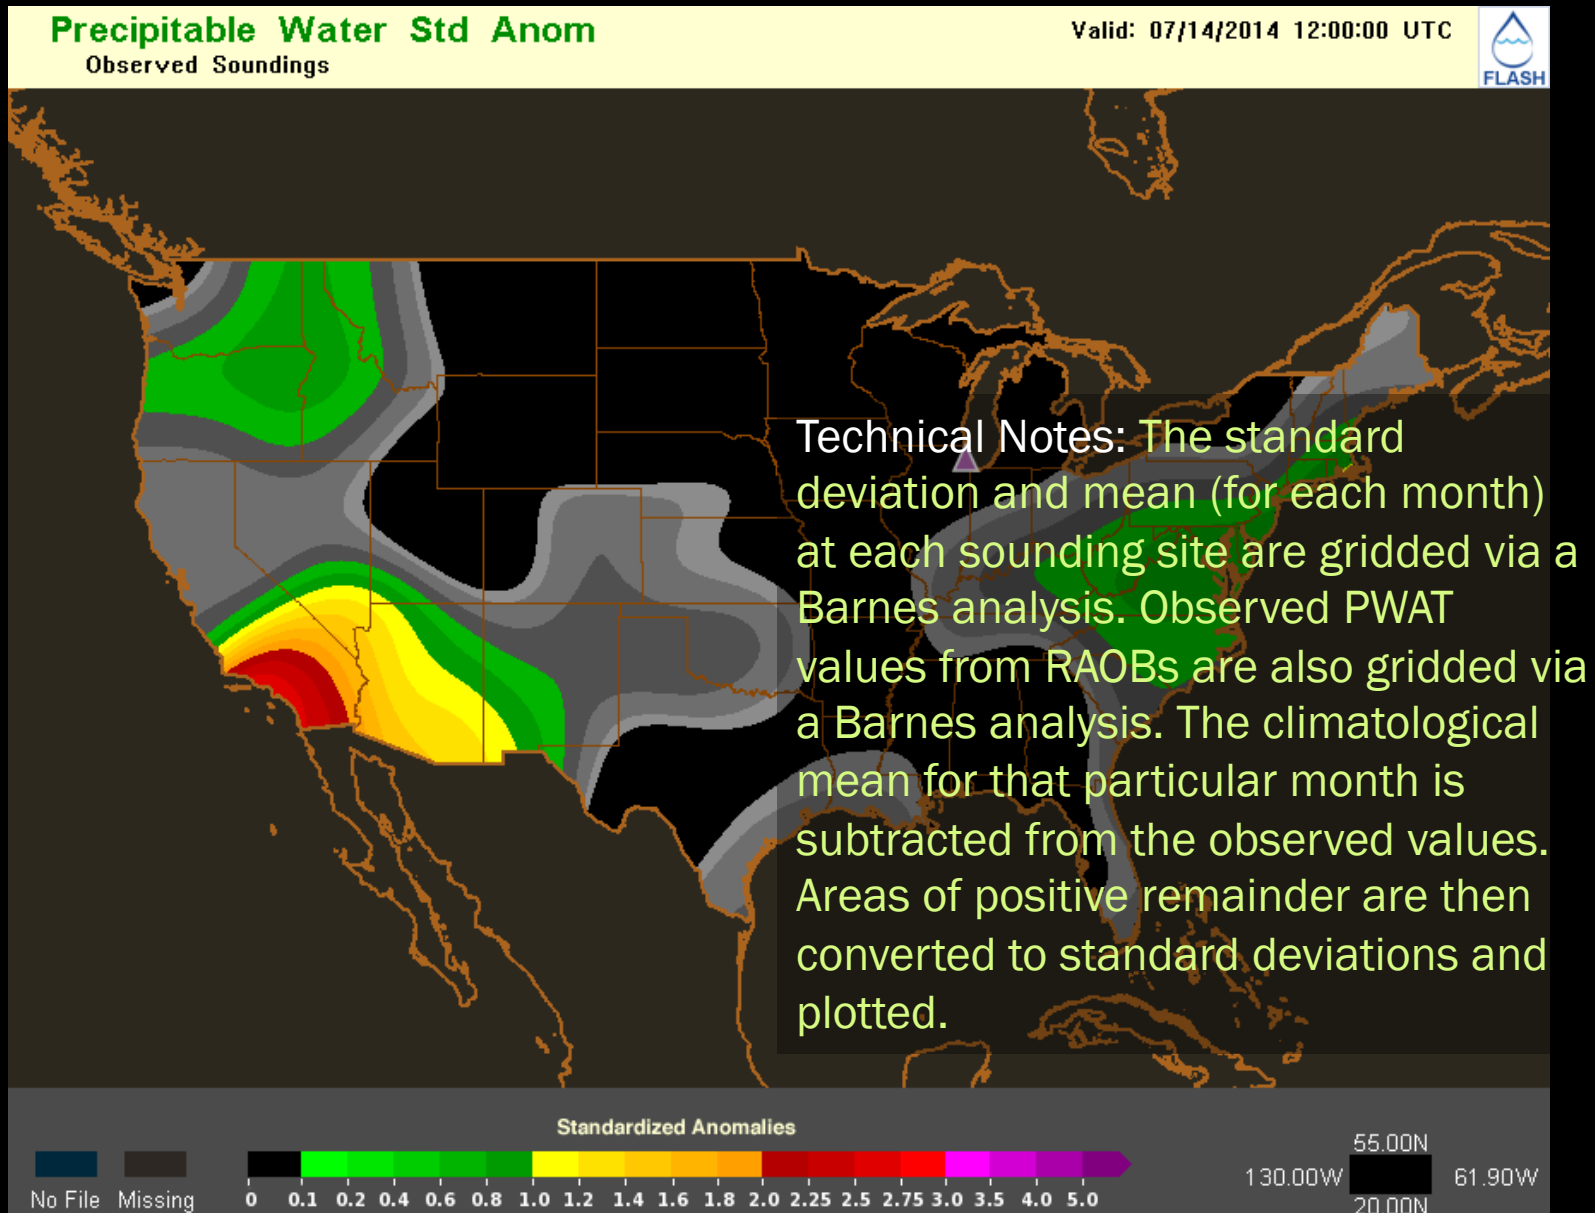 Precipitable Water Std Anom
Observed Soundings
Valid: 07/14/2014 12:00:00 UTC
FLASH
Technical Notes: The standard
deviation and mean (for each month)
at each sounding site are gridded via a
Barnes analysis. Observed PWAT
values from RAOBs are also gridded via
a Barnes analysis. The climatological
mean for that particular month is
subtracted from the observed values.
Areas of positive remainder are then
converted to standard deviations and
plotted.
Standardized Anomalies
No File Missing
0 0.1 0.2 0.4 0.6 0.8 1.0 1.2 1.4 1.6 1.8 2.0 2.25 2.5 2.75 3.0 3.5 4.0 5.0
55.00N
130.00W 61.90W
20.00N